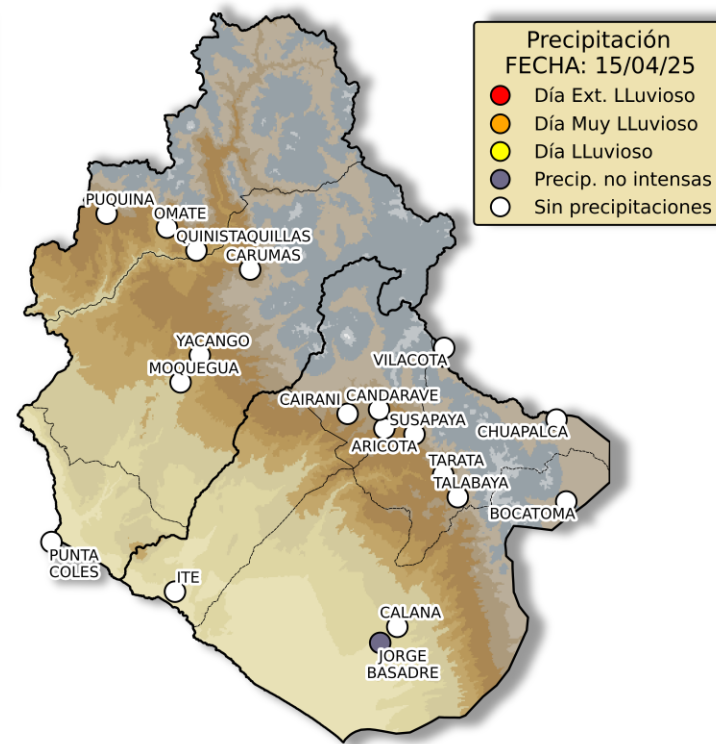 Precipitación
FECHA: 15/04/25
Día Ext. LLuvioso
Día Muy LLuvioso
Día LLuvioso
Precip. no intensas
Sin precipitaciones
PUQUINA
OMATE
QUINISTAQUILLAS
CARUMAS
YACANGO
MOQUEGUA
VILACOTA
CAIRANI
CANDARAVE
SUSAPAYA
ARICOTA
CHUAPALCA
TARATA
TALABAYA
BOCATOMA
PUNTA
COLES
ITE
CALANA
JORGE
BASADRE